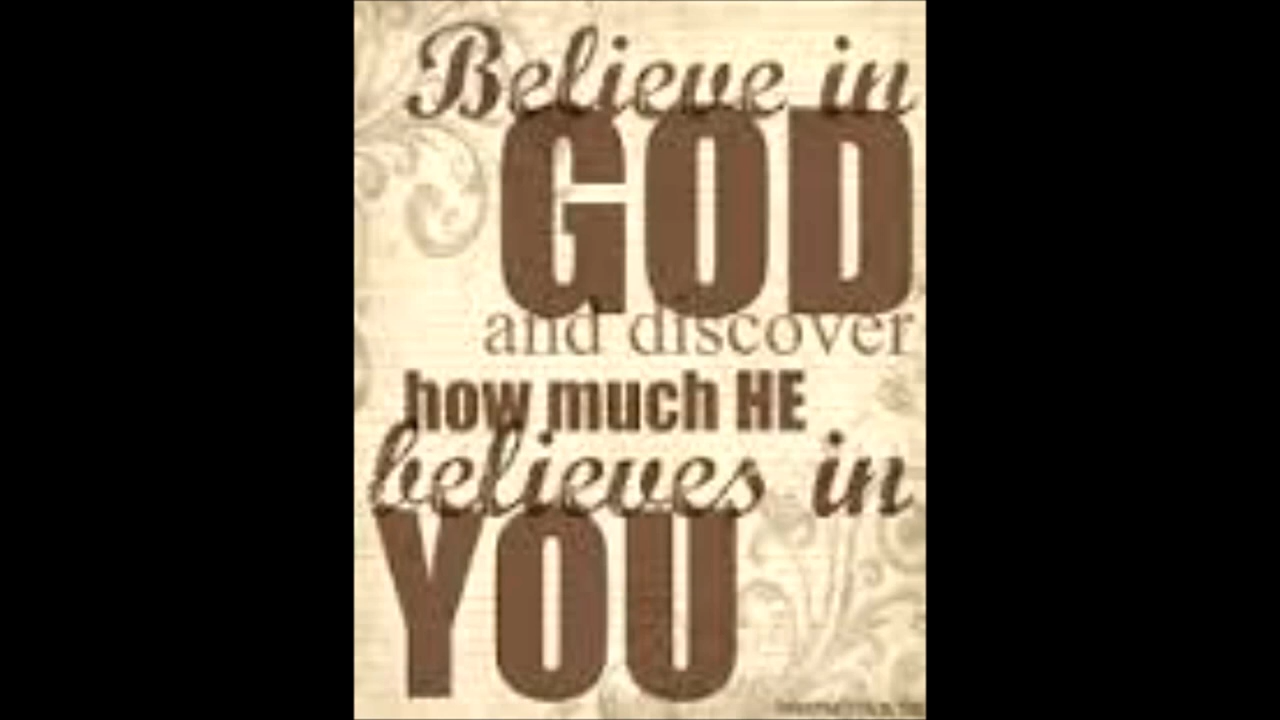 Believe in
GOD
and discover
how much HE
believes in
YOU